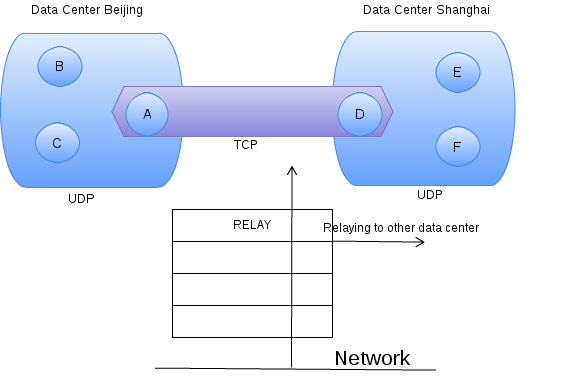 Data Center Beijing
Data Center Shanghai
B
E
A
D
C
F
TCP
UDP
UDP
RELAY
Relaying to other data center
Network